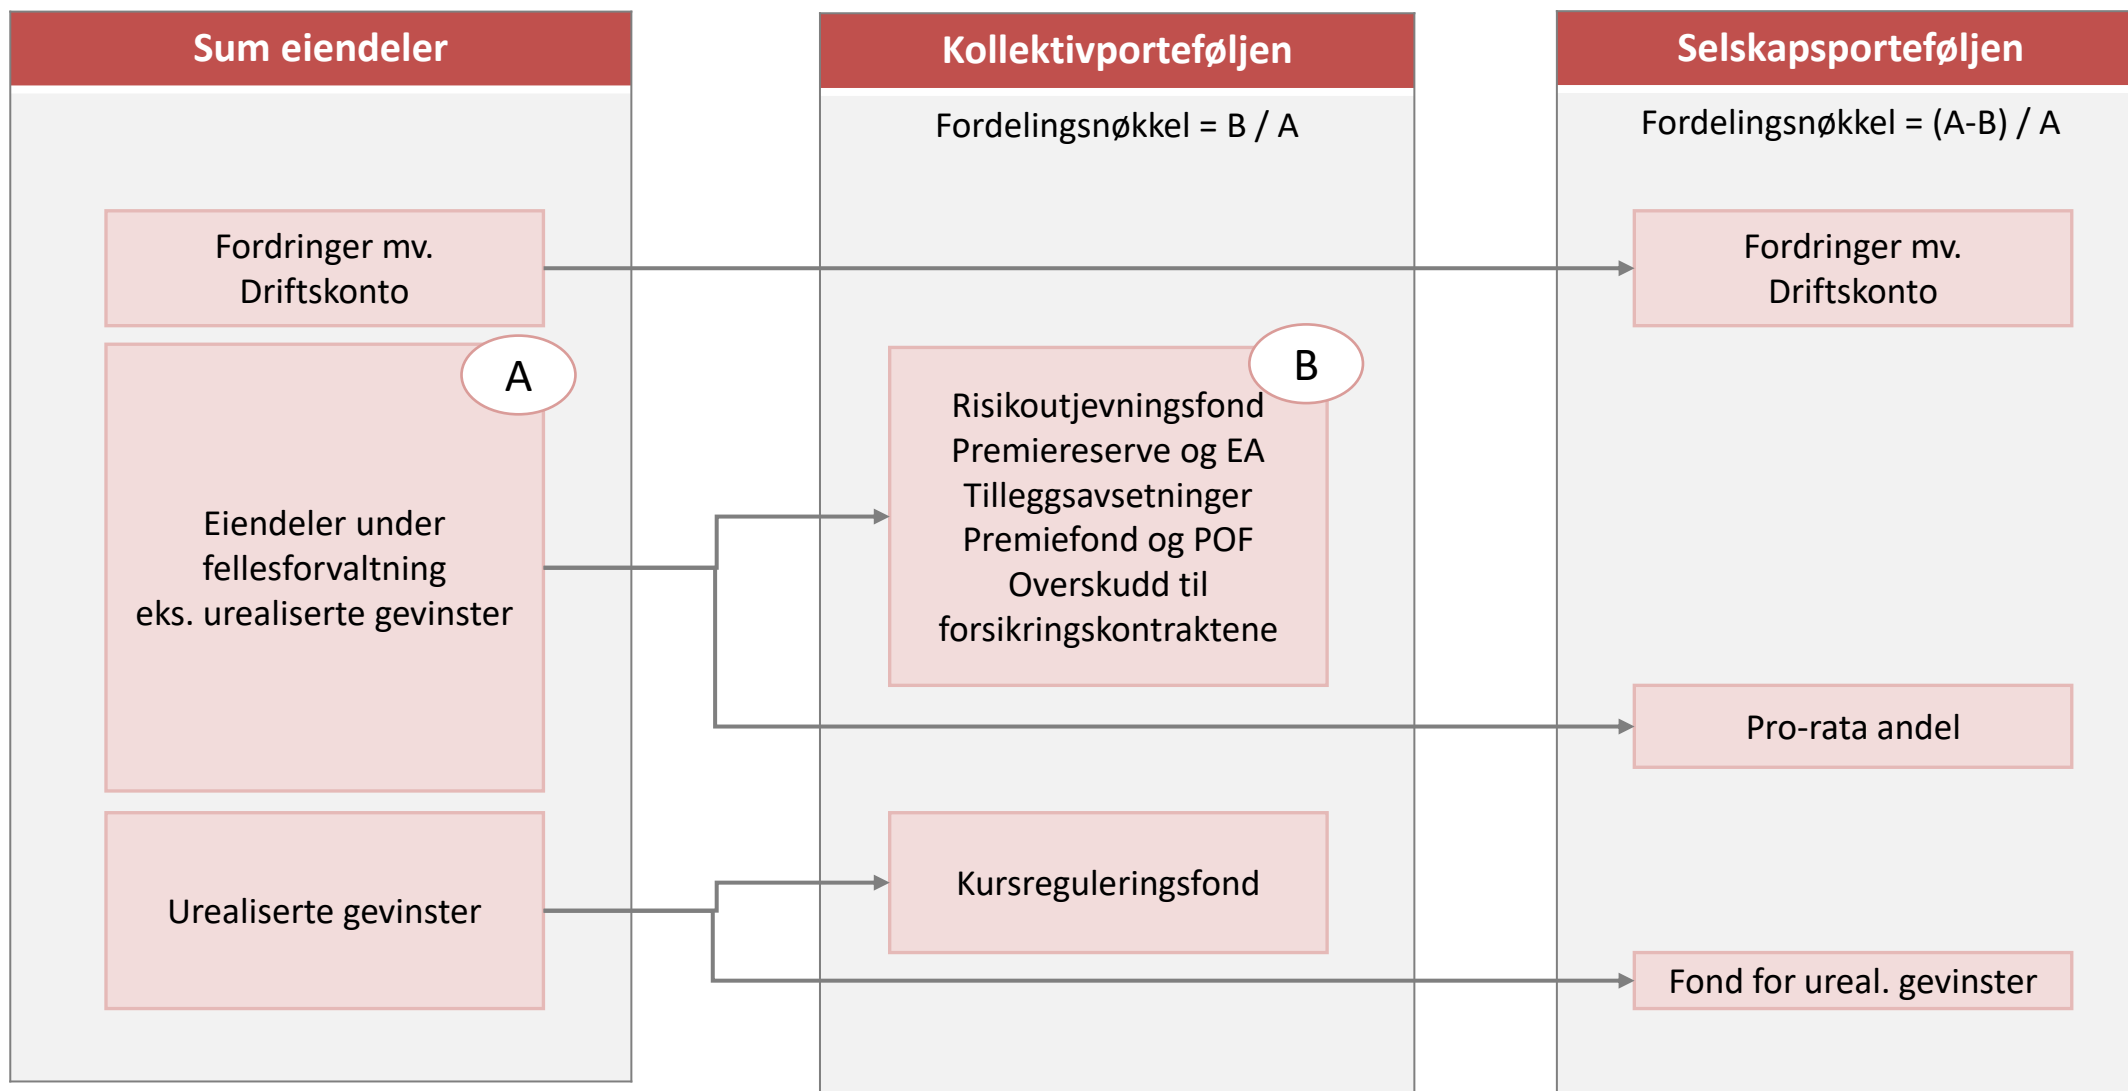 Sum eiendeler
Fordringer mv.
Driftskonto
A
Eiendeler under
fellesforvaltning
eks. urealiserte gevinster
Urealiserte gevinster
Kollektivporteføljen
Fordelingsnøkkel = B / A
B
Risikoutjevningsfond
Premiereserve og EA
Tilleggsavsetninger
Premiefond og POF
Overskudd til
forsikringskontraktene
Kursreguleringsfond
Selskapsporteføljen
Fordelingsnøkkel = (A-B) / A
Fordringer mv.
Driftskonto
Pro-rata andel
Fond for ureal. gevinster